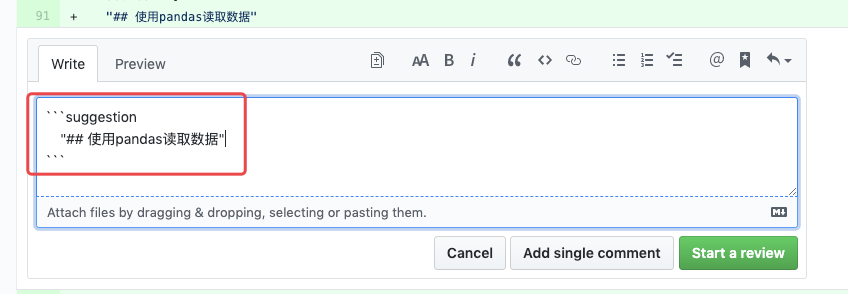 91 + "## 使用pandas读取数据"
Write Preview AA B i @
```suggestion
    "## 使用pandas读取数据"
```
Attach files by dragging & dropping, selecting or pasting them. M↓
Cancel Add single comment Start a review